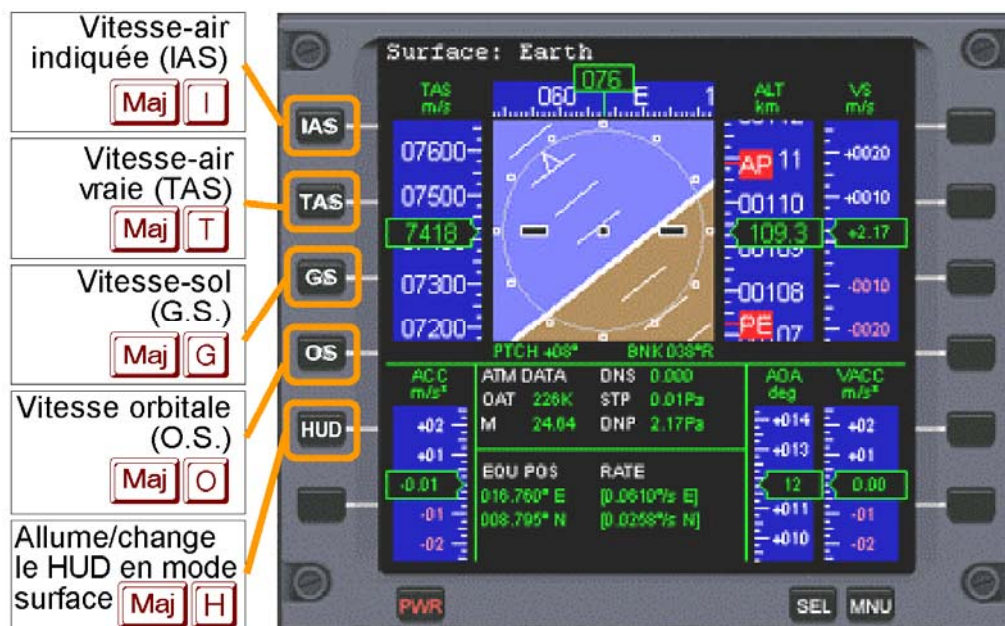 Vitesse-air
indiquée (IAS)
Maj I
Vitesse-air
vraie (TAS)
Maj T
Vitesse-sol
(G.S.)
Maj G
Vitesse orbitale
(O.S.)
Maj O
Allume/change
le HUD en mode
surface Maj H
IAS
TAS
GS
OS
HUD
Surface: Earth
076
060 E 1
TAS
m/s
07600
07500
7418
07300
07200
ALT
km
AP 11
00110
109.3
00109
00108
PE 07
VS
m/s
+0020
+0010
+2.17
-0010
-0020
PTCH +08° BNK 038°R
ACC
m/s²
+02
+01
-0.01
-01
-02
ATM DATA DNS 0.000
OAT 226K STP 0.01Pa
M 24.64 DNP 2.17Pa
EQU POS RATE
016.760° E [0.0610°/s E]
008.795° N [0.0258°/s N]
AOA
deg
+014
+013
12
+011
+010
VACC
m/s²
+02
+01
0.00
-01
-02
PWR
SEL MNU